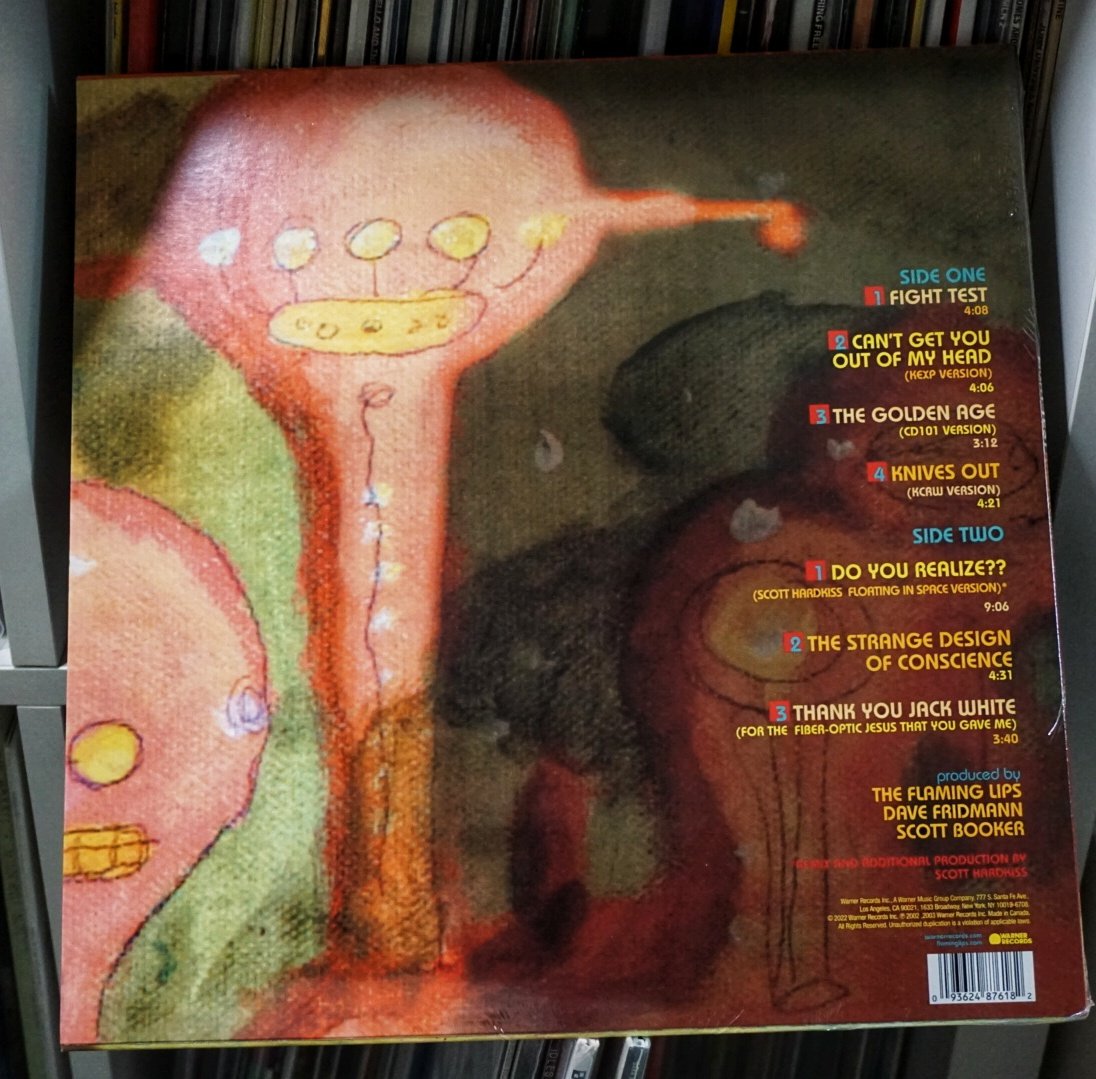 SIDE ONE
1 FIGHT TEST
4:08
2 CAN'T GET YOU
OUT OF MY HEAD
(KEXP VERSION)
4:06
3 THE GOLDEN AGE
(CD101 VERSION)
3:12
4 KNIVES OUT
(KCRW VERSION)
4:21
SIDE TWO
1 DO YOU REALIZE??
(SCOTT HARDKISS FLOATING IN SPACE VERSION)*
9:06
2 THE STRANGE DESIGN
OF CONSCIENCE
4:31
3 THANK YOU JACK WHITE
(FOR THE FIBER-OPTIC JESUS THAT YOU GAVE ME)
3:40
produced by
THE FLAMING LIPS
DAVE FRIDMANN
SCOTT BOOKER
REMIX AND ADDITIONAL PRODUCTION BY
SCOTT HARDKISS
Warner Records Inc., A Warner Music Group Company, 777 S. Santa Fe Ave.,
Los Angeles, CA 90021, 1633 Broadway, New York, NY 10019-6708.
© 2022 Warner Records Inc. ℗ 2002, 2003 Warner Records Inc. Made in Canada.
All Rights Reserved. Unauthorized duplication is a violation of applicable laws.
warnerrecords.com
flaminglips.com
WARNER
RECORDS
0 93624 87618 2
IDLES